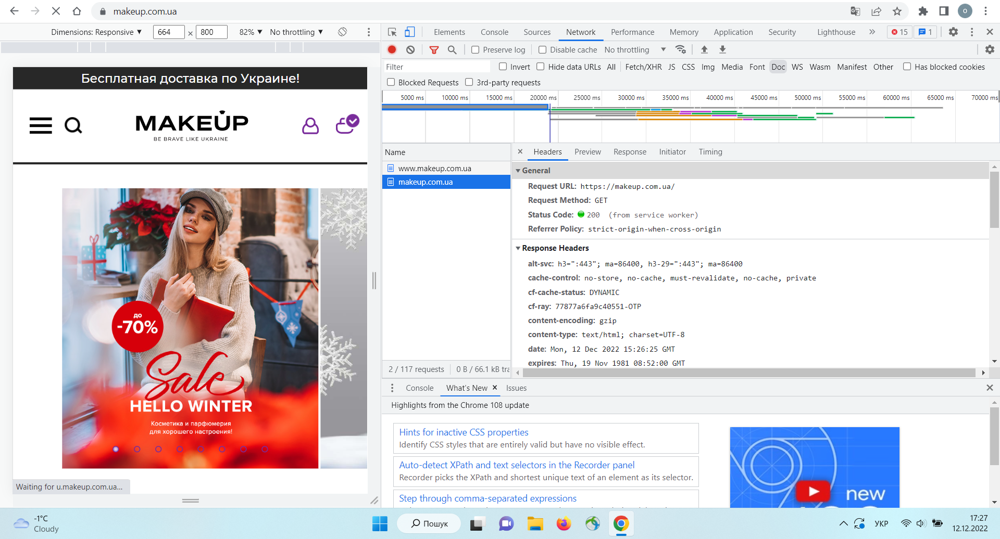 makeup.com.ua
O
Dimensions: Responsive ▼ 664 × 800 82% ▼ No throttling ▼
Elements Console Sources Network Performance Memory Application Security Lighthouse » 15 1
Preserve log Disable cache No throttling ▼
Filter Invert Hide data URLs All Fetch/XHR JS CSS Img Media Font Doc WS Wasm Manifest Other Has blocked cookies
Blocked Requests 3rd-party requests
5000 ms 10000 ms 15000 ms 20000 ms 25000 ms 30000 ms 35000 ms 40000 ms 45000 ms 50000 ms 55000 ms 60000 ms 65000 ms 70000 ms
Бесплатная доставка по Украине!
MAKEUP
BE BRAVE LIKE UKRAINE
до
-70%
Sale
HELLO WINTER
Косметика и парфюмерия
для хорошего настроения!
Waiting for u.makeup.com.ua...
Name
www.makeup.com.ua
makeup.com.ua
2 / 117 requests 0 B / 66.1 kB tra
Headers Preview Response Initiator Timing
General
Request URL: https://makeup.com.ua/
Request Method: GET
Status Code: 200 (from service worker)
Referrer Policy: strict-origin-when-cross-origin
Response Headers
alt-svc: h3=":443"; ma=86400, h3-29=":443"; ma=86400
cache-control: no-store, no-cache, must-revalidate, no-cache, private
cf-cache-status: DYNAMIC
cf-ray: 77877a6fa9c40551-OTP
content-encoding: gzip
content-type: text/html; charset=UTF-8
date: Mon, 12 Dec 2022 15:26:25 GMT
expires: Thu, 19 Nov 1981 08:52:00 GMT
Console What's New × Issues
Highlights from the Chrome 108 update
Hints for inactive CSS properties
Identify CSS styles that are entirely valid but have no visible effect.
Auto-detect XPath and text selectors in the Recorder panel
Recorder picks the XPath and shortest unique text of an element as its selector.
Step through comma-separated expressions
new
-1°C
Cloudy
Пошук
УКР
17:27
12.12.2022